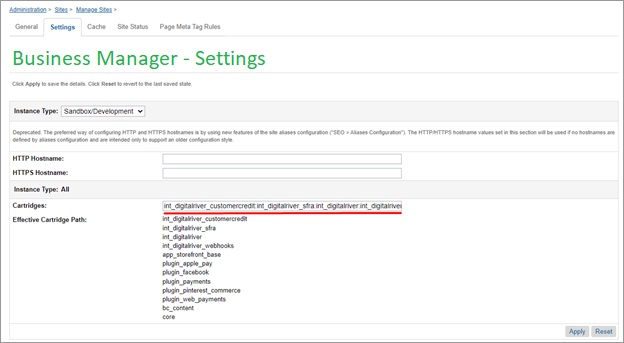 Administration > Sites > Manage Sites >
General Settings Cache Site Status Page Meta Tag Rules
Business Manager - Settings
Click Apply to save the details. Click Reset to revert to the last saved state.
Instance Type: Sandbox/Development
Deprecated. The preferred way of configuring HTTP and HTTPS hostnames is by using new features of the site aliases configuration ("SEO > Aliases Configuration"). The HTTP/HTTPS hostname values set in this section will be used if no hostnames are
defined by aliases configuration and are intended only to support an older configuration style.
HTTP Hostname:
HTTPS Hostname:
Instance Type: All
Cartridges: int_digitalriver_customercredit:int_digitalriver_sfra:int_digitalriver:int_digitalriver
Effective Cartridge Path: int_digitalriver_customercredit
int_digitalriver_sfra
int_digitalriver
int_digitalriver_webhooks
app_storefront_base
plugin_apple_pay
plugin_facebook
plugin_payments
plugin_pinterest_commerce
plugin_web_payments
bc_content
core
Apply Reset